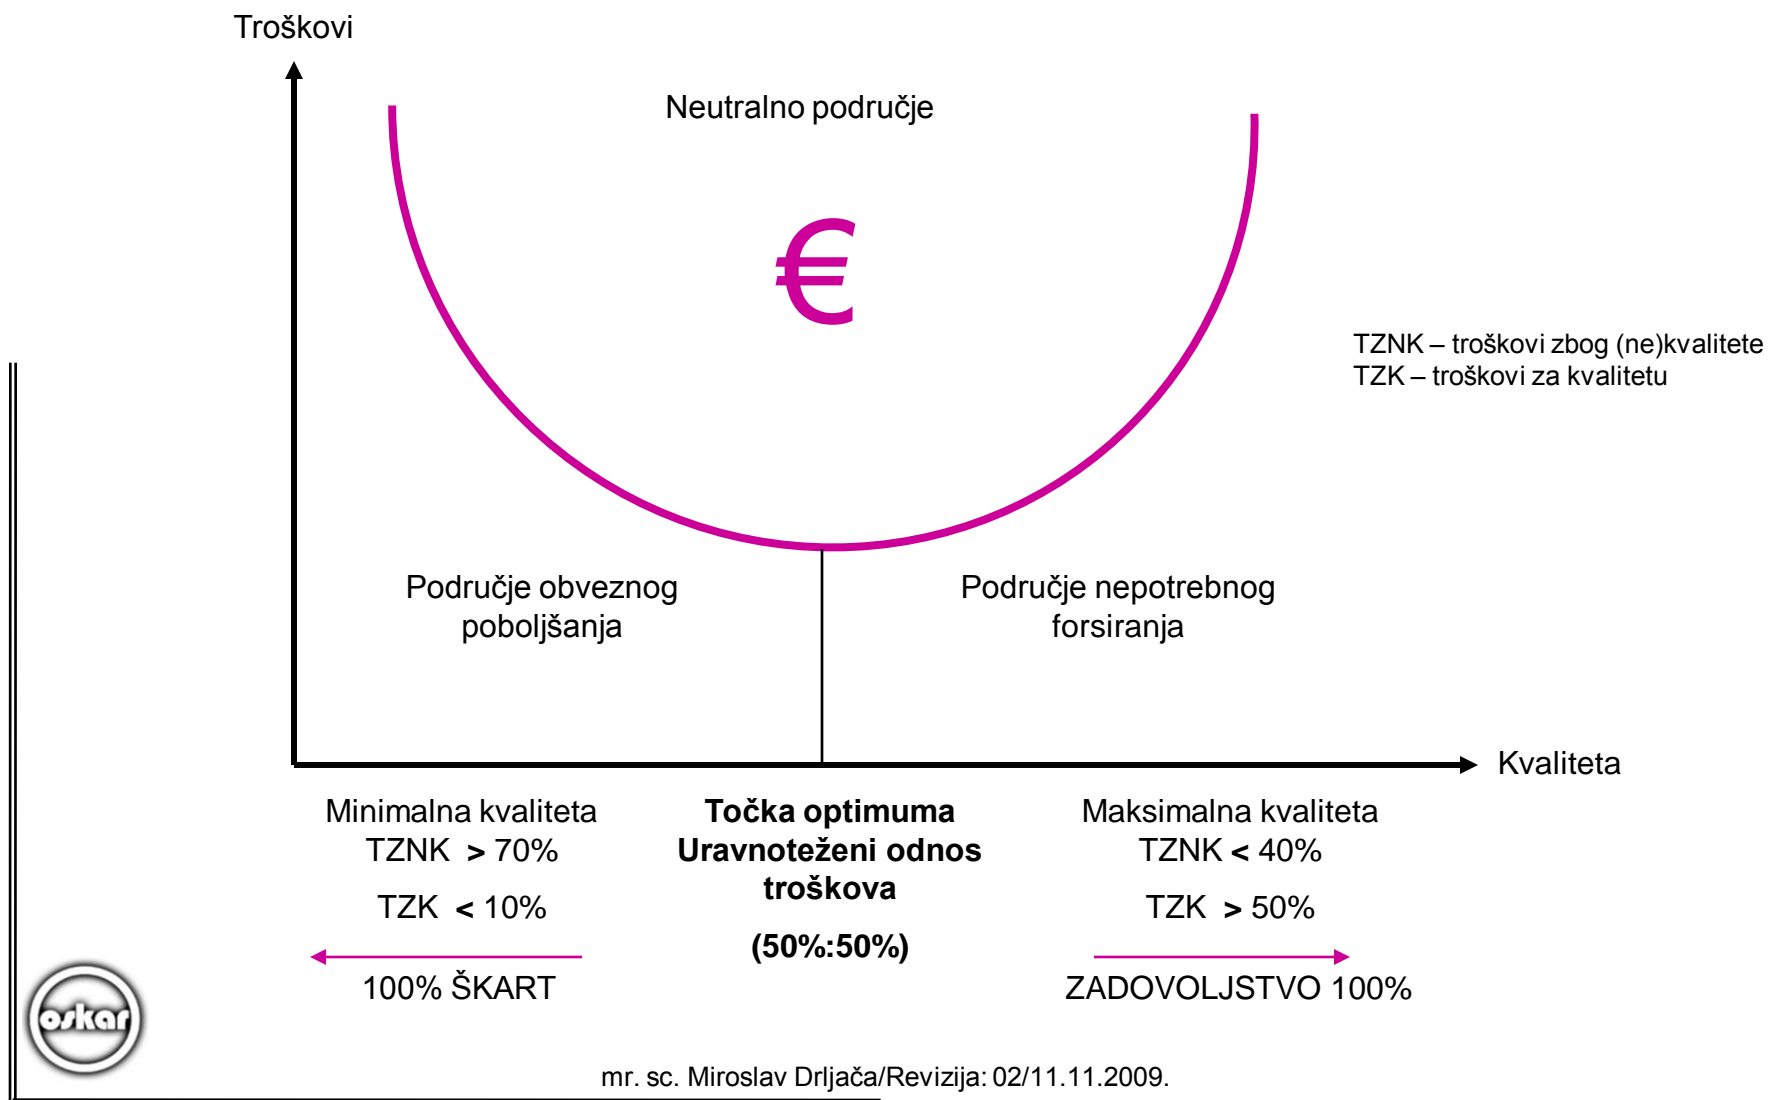 Troškovi
Neutralno područje
€
TZNK – troškovi zbog (ne)kvalitete
TZK – troškovi za kvalitetu
Područje obveznog
poboljšanja
Područje nepotrebnog
forsiranja
Kvaliteta
Minimalna kvaliteta
TZNK > 70%
TZK < 10%
100% ŠKART
Točka optimuma
Uravnoteženi odnos
troškova
(50%:50%)
Maksimalna kvaliteta
TZNK < 40%
TZK > 50%
ZADOVOLJSTVO 100%
oskar
mr. sc. Miroslav Drljača/Revizija: 02/11.11.2009.